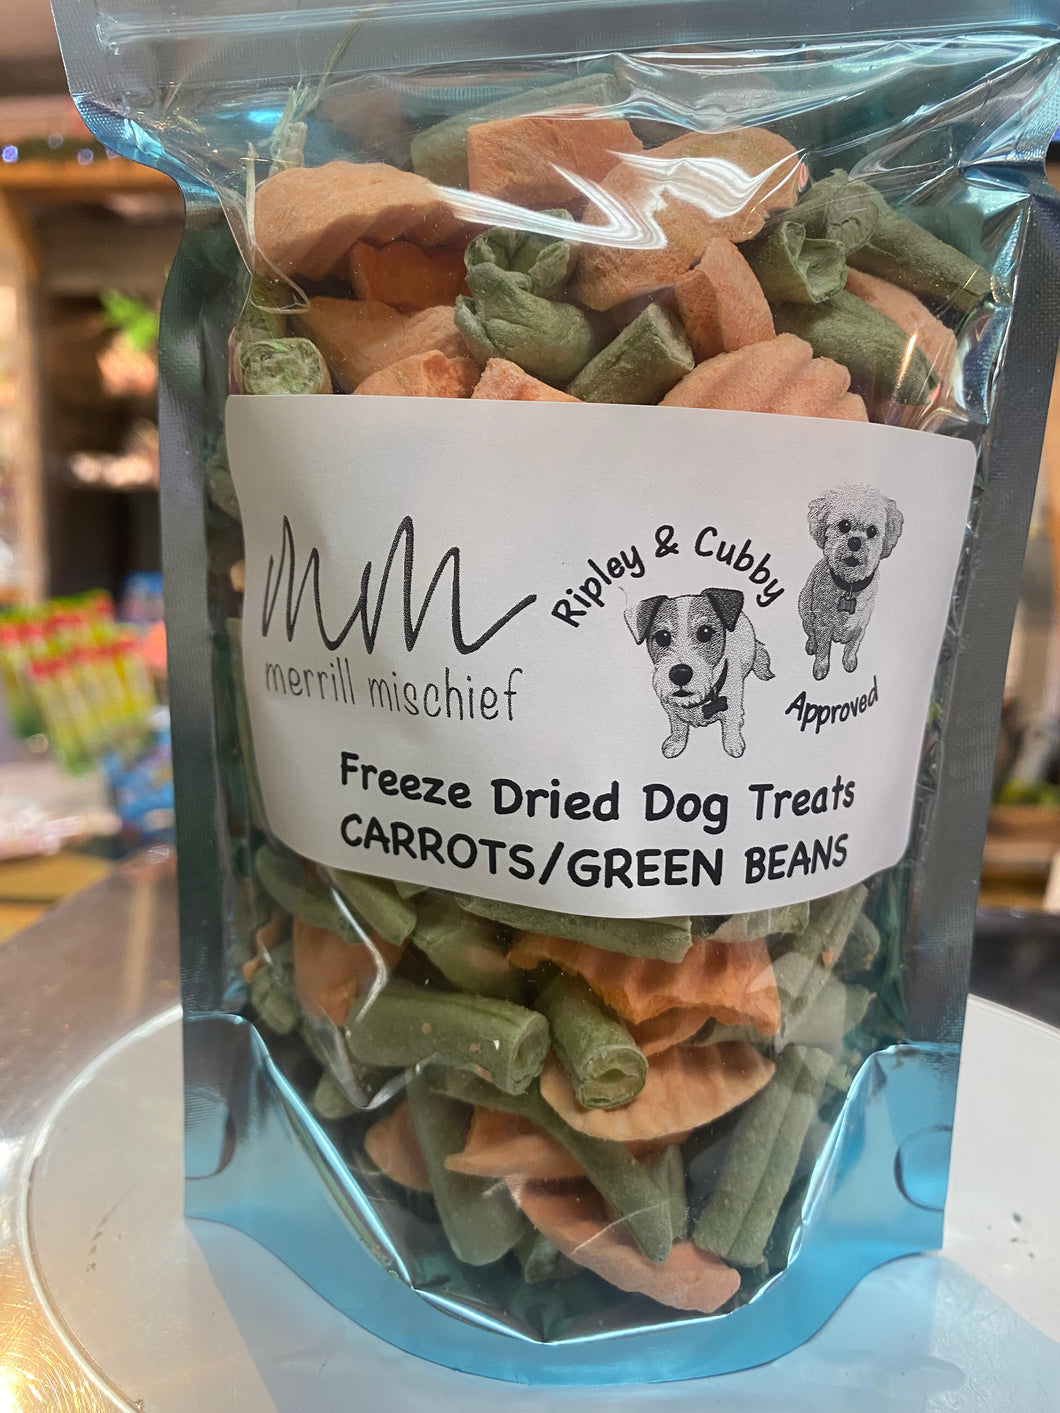 mm
merrill mischief
Ripley & Cubby
Approved
Freeze Dried Dog Treats
CARROTS/GREEN BEANS